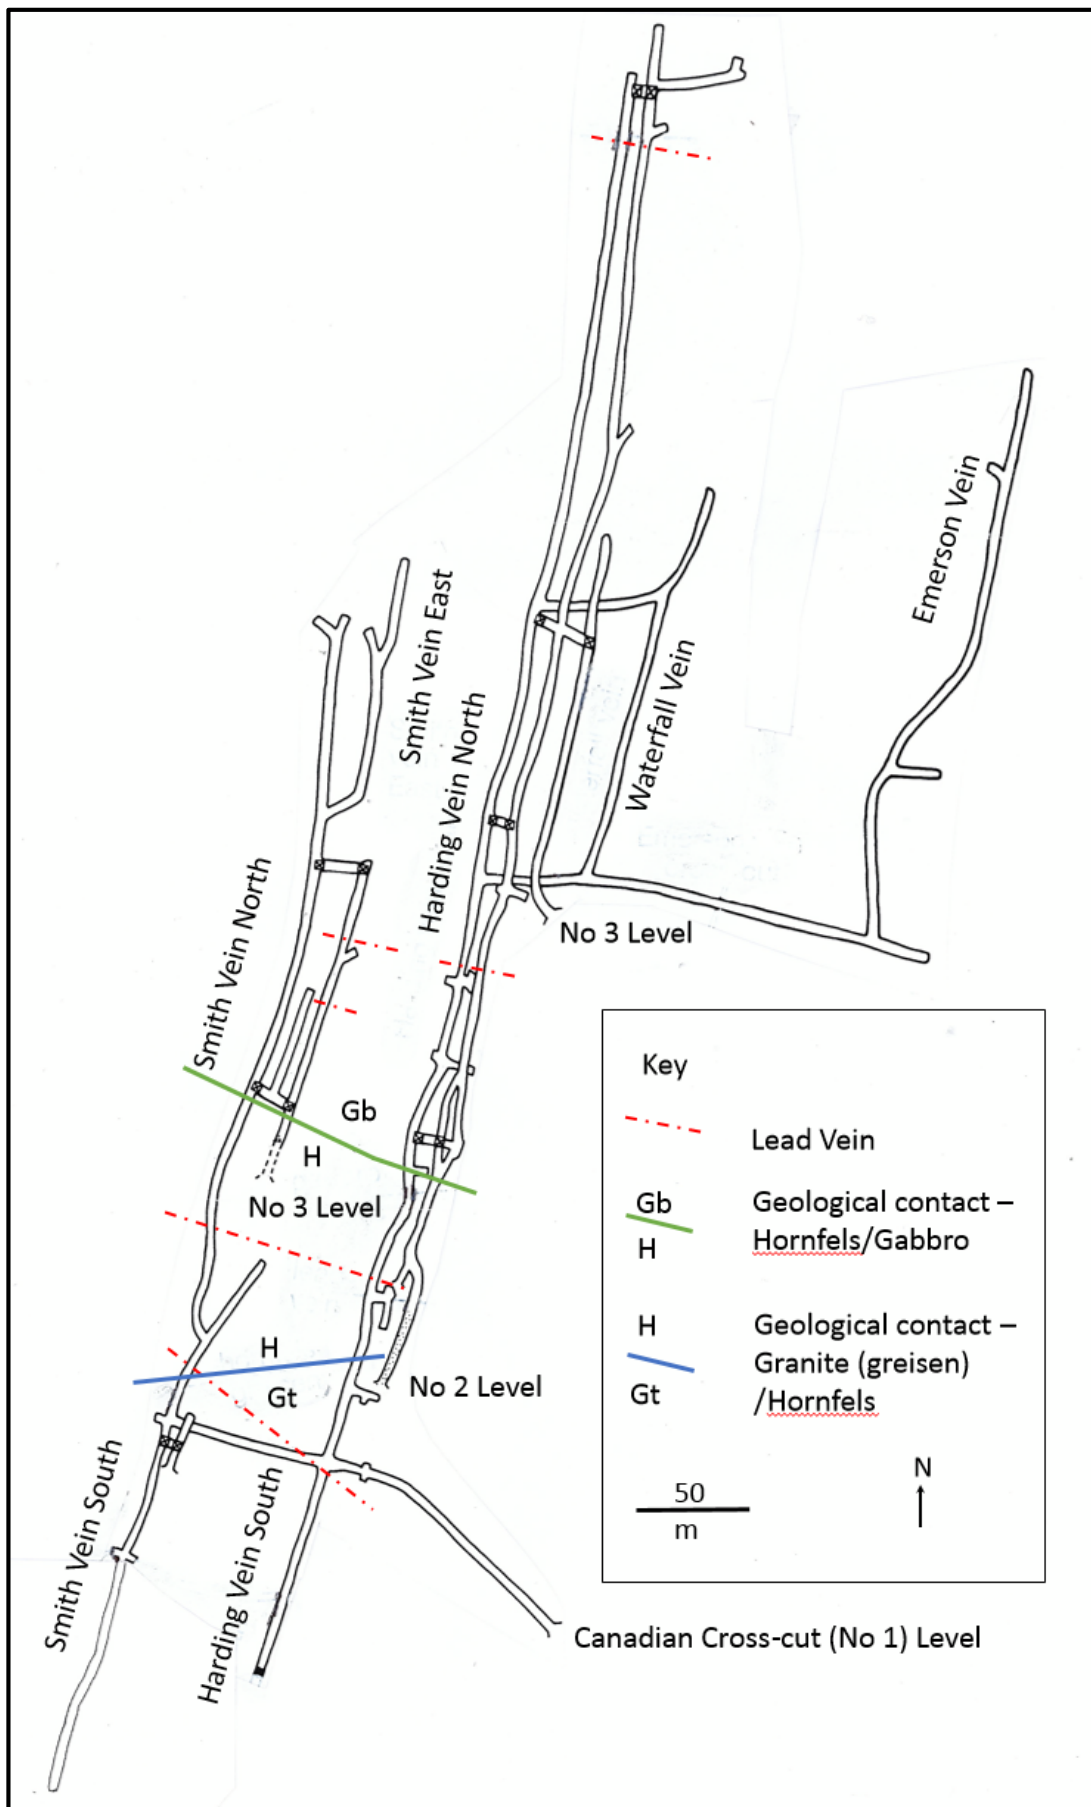 Emerson Vein
Smith Vein East
Waterfall Vein
Harding Vein North
Smith Vein North
No 3 Level
Gb
H
No 3 Level
H
Gt
No 2 Level
Smith Vein South
Harding Vein South
Canadian Cross-cut (No 1) Level
Key
Lead Vein
Gb
H
Geological contact –
Hornfels/Gabbro
H
Gt
Geological contact –
Granite (greisen)
/Hornfels
50
m
N